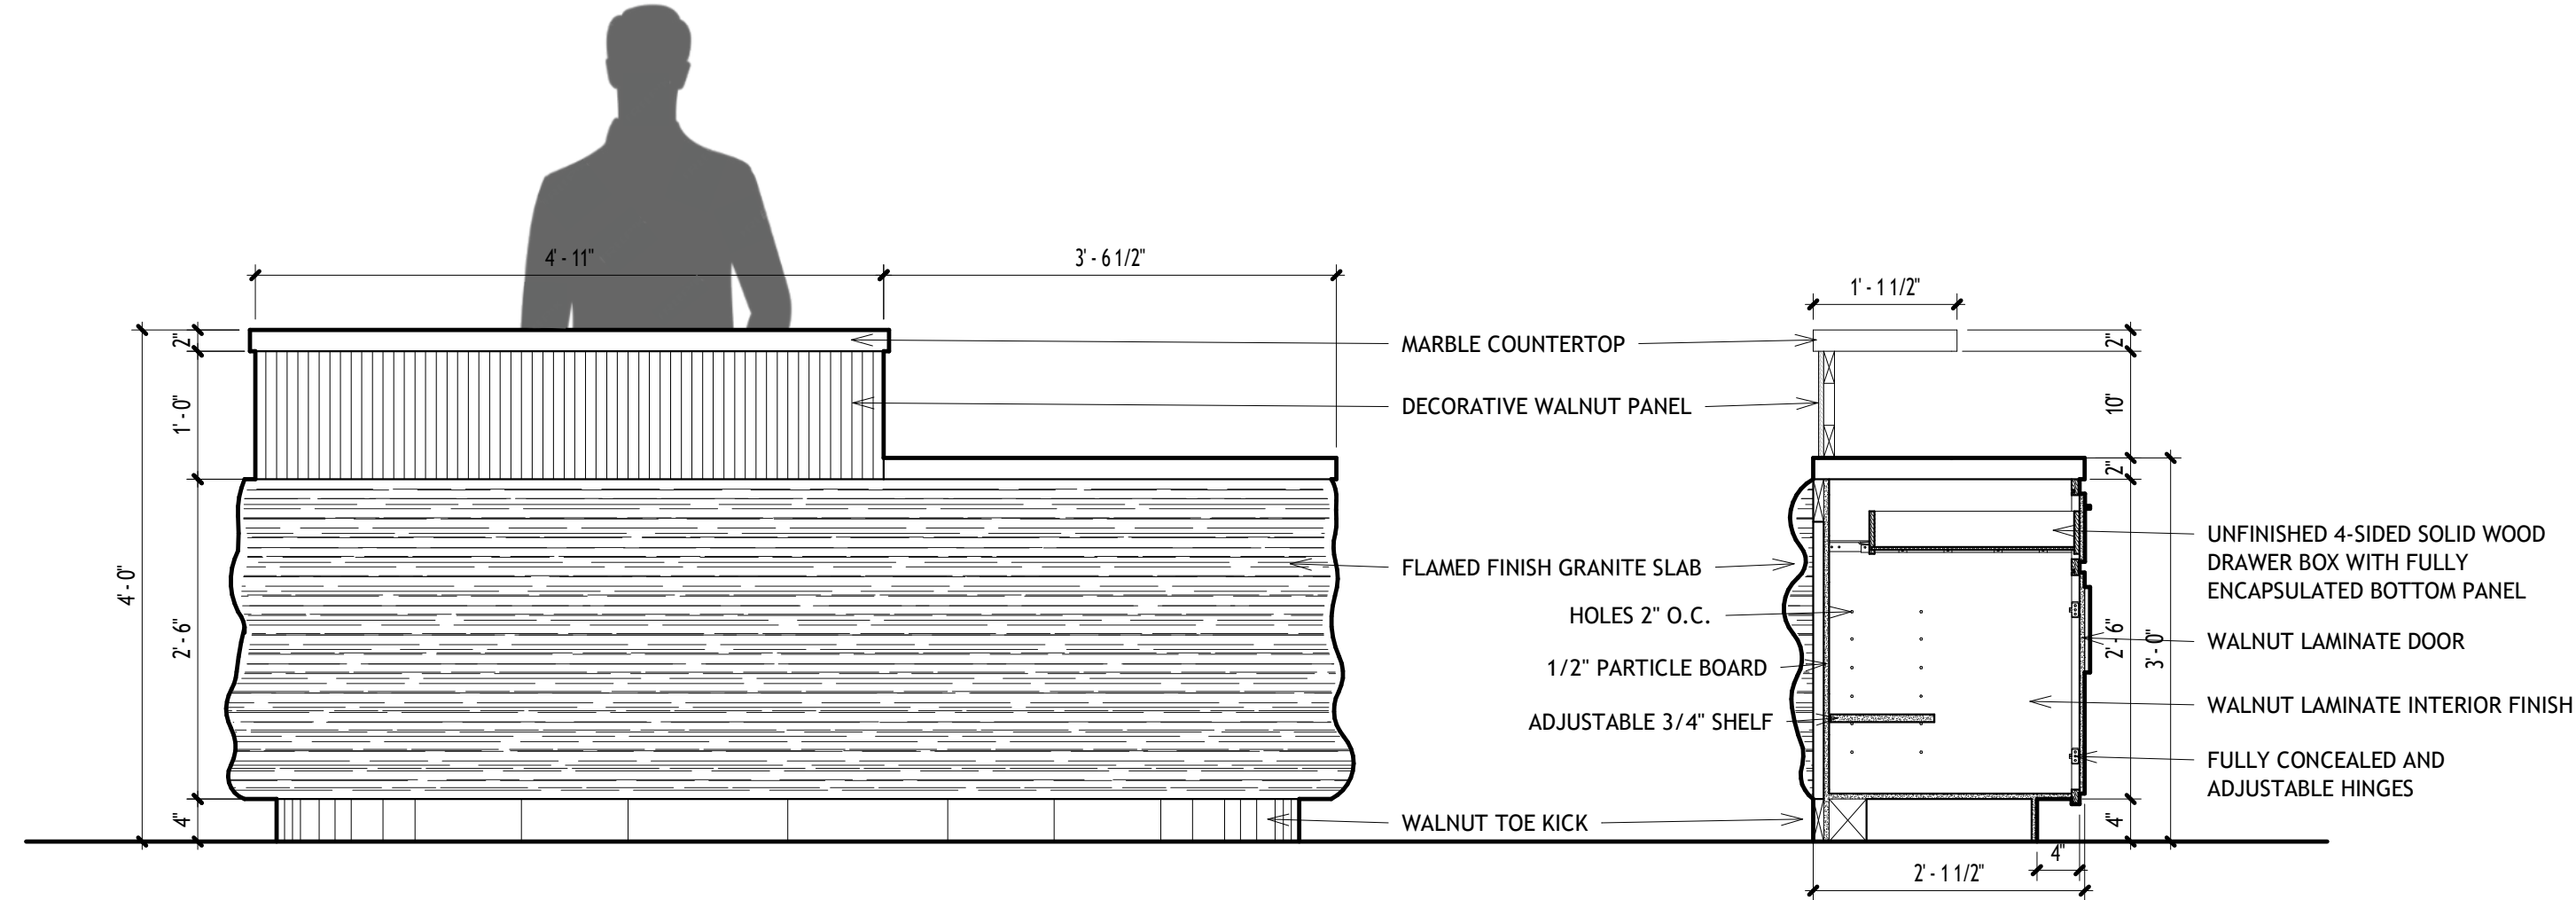 4' - 11"
3' - 6 1/2"
1' - 1 1/2"
2"
1' - 0"
2' - 6"
4"
4' - 0"
MARBLE COUNTERTOP
DECORATIVE WALNUT PANEL
FLAMED FINISH GRANITE SLAB
HOLES 2" O.C.
1/2" PARTICLE BOARD
ADJUSTABLE 3/4" SHELF
WALNUT TOE KICK
2"
10"
2"
2' - 6"
3' - 0"
4"
4"
2' - 1 1/2"
UNFINISHED 4-SIDED SOLID WOOD
DRAWER BOX WITH FULLY
ENCAPSULATED BOTTOM PANEL
WALNUT LAMINATE DOOR
WALNUT LAMINATE INTERIOR FINISH
FULLY CONCEALED AND
ADJUSTABLE HINGES